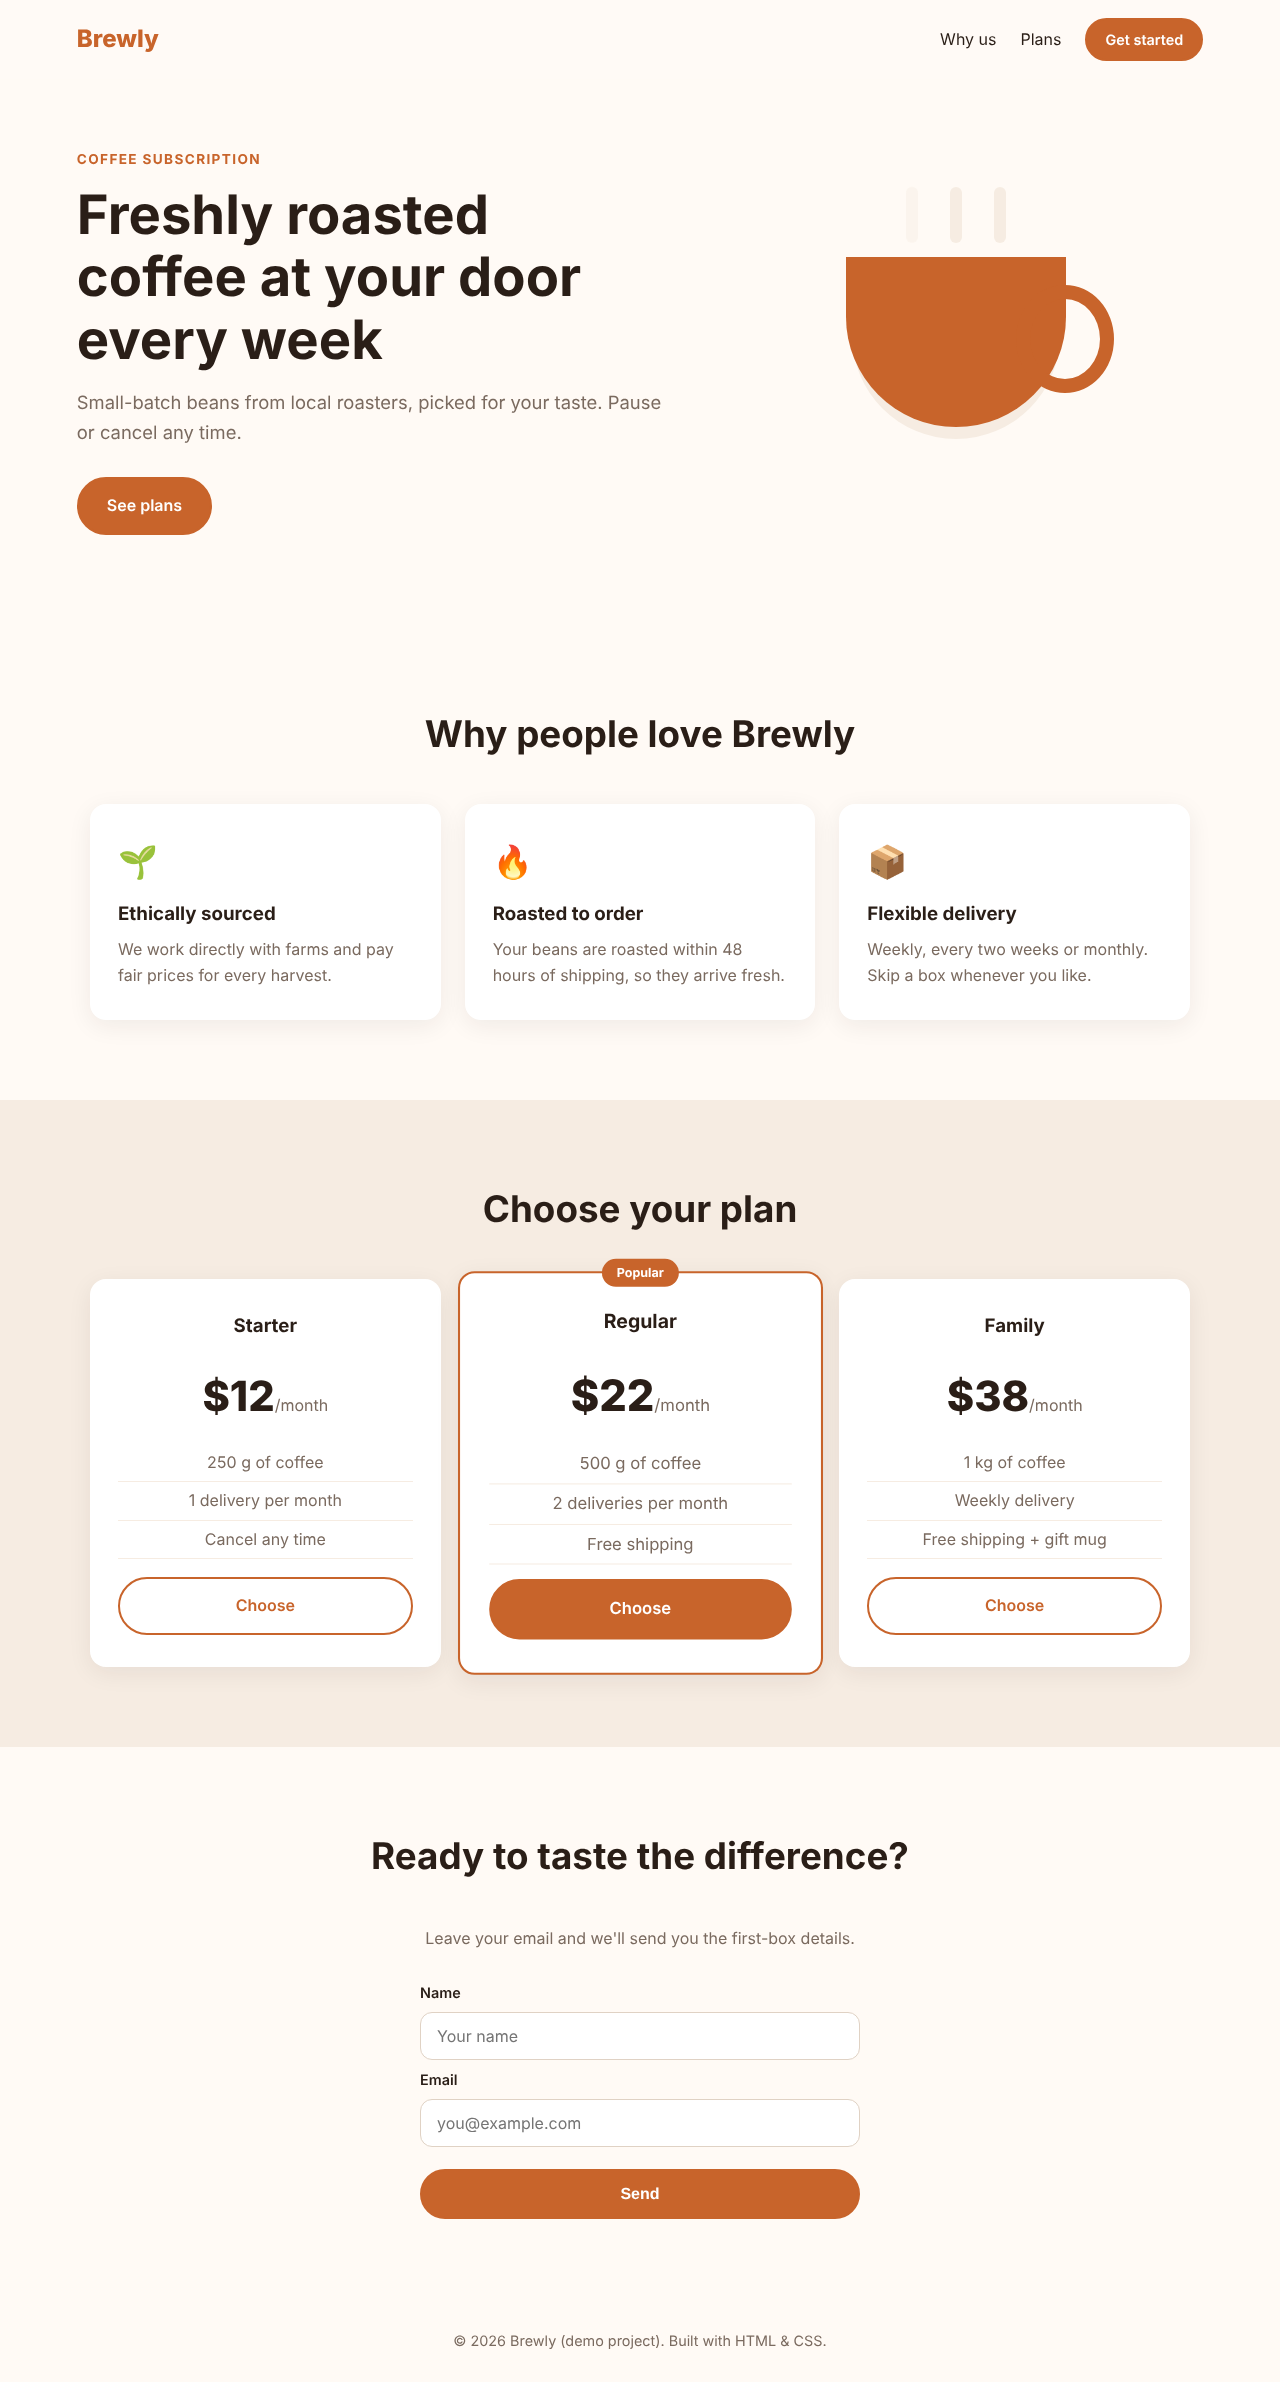 Brewly
Why us
Plans
Get started
COFFEE SUBSCRIPTION
Freshly roasted
coffee at your door
every week
Small-batch beans from local roasters, picked for your taste. Pause
or cancel any time.
See plans
Why people love Brewly
Ethically sourced
We work directly with farms and pay
fair prices for every harvest.
Roasted to order
Your beans are roasted within 48
hours of shipping, so they arrive fresh.
Flexible delivery
Weekly, every two weeks or monthly.
Skip a box whenever you like.
Choose your plan
Starter
$12/month
250 g of coffee
1 delivery per month
Cancel any time
Choose
Popular
Regular
$22/month
500 g of coffee
2 deliveries per month
Free shipping
Choose
Family
$38/month
1 kg of coffee
Weekly delivery
Free shipping + gift mug
Choose
Ready to taste the difference?
Leave your email and we'll send you the first-box details.
Name
Your name
Email
you@example.com
Send
© 2026 Brewly (demo project). Built with HTML & CSS.